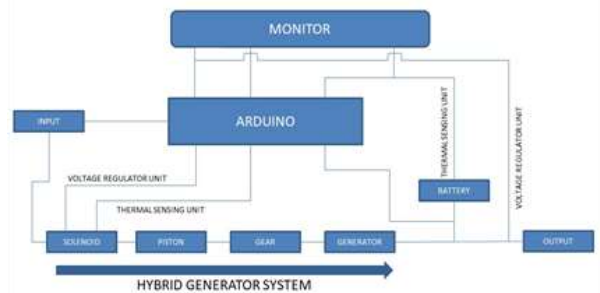 MONITOR
ARDUINO
INPUT
VOLTAGE REGULATOR UNIT
THERMAL SENSING UNIT
THERMAL SENSING UNIT
VOLTAGE REGULATOR UNIT
BATTERY
SOLENOID
PISTON
GEAR
GENERATOR
OUTPUT
HYBRID GENERATOR SYSTEM